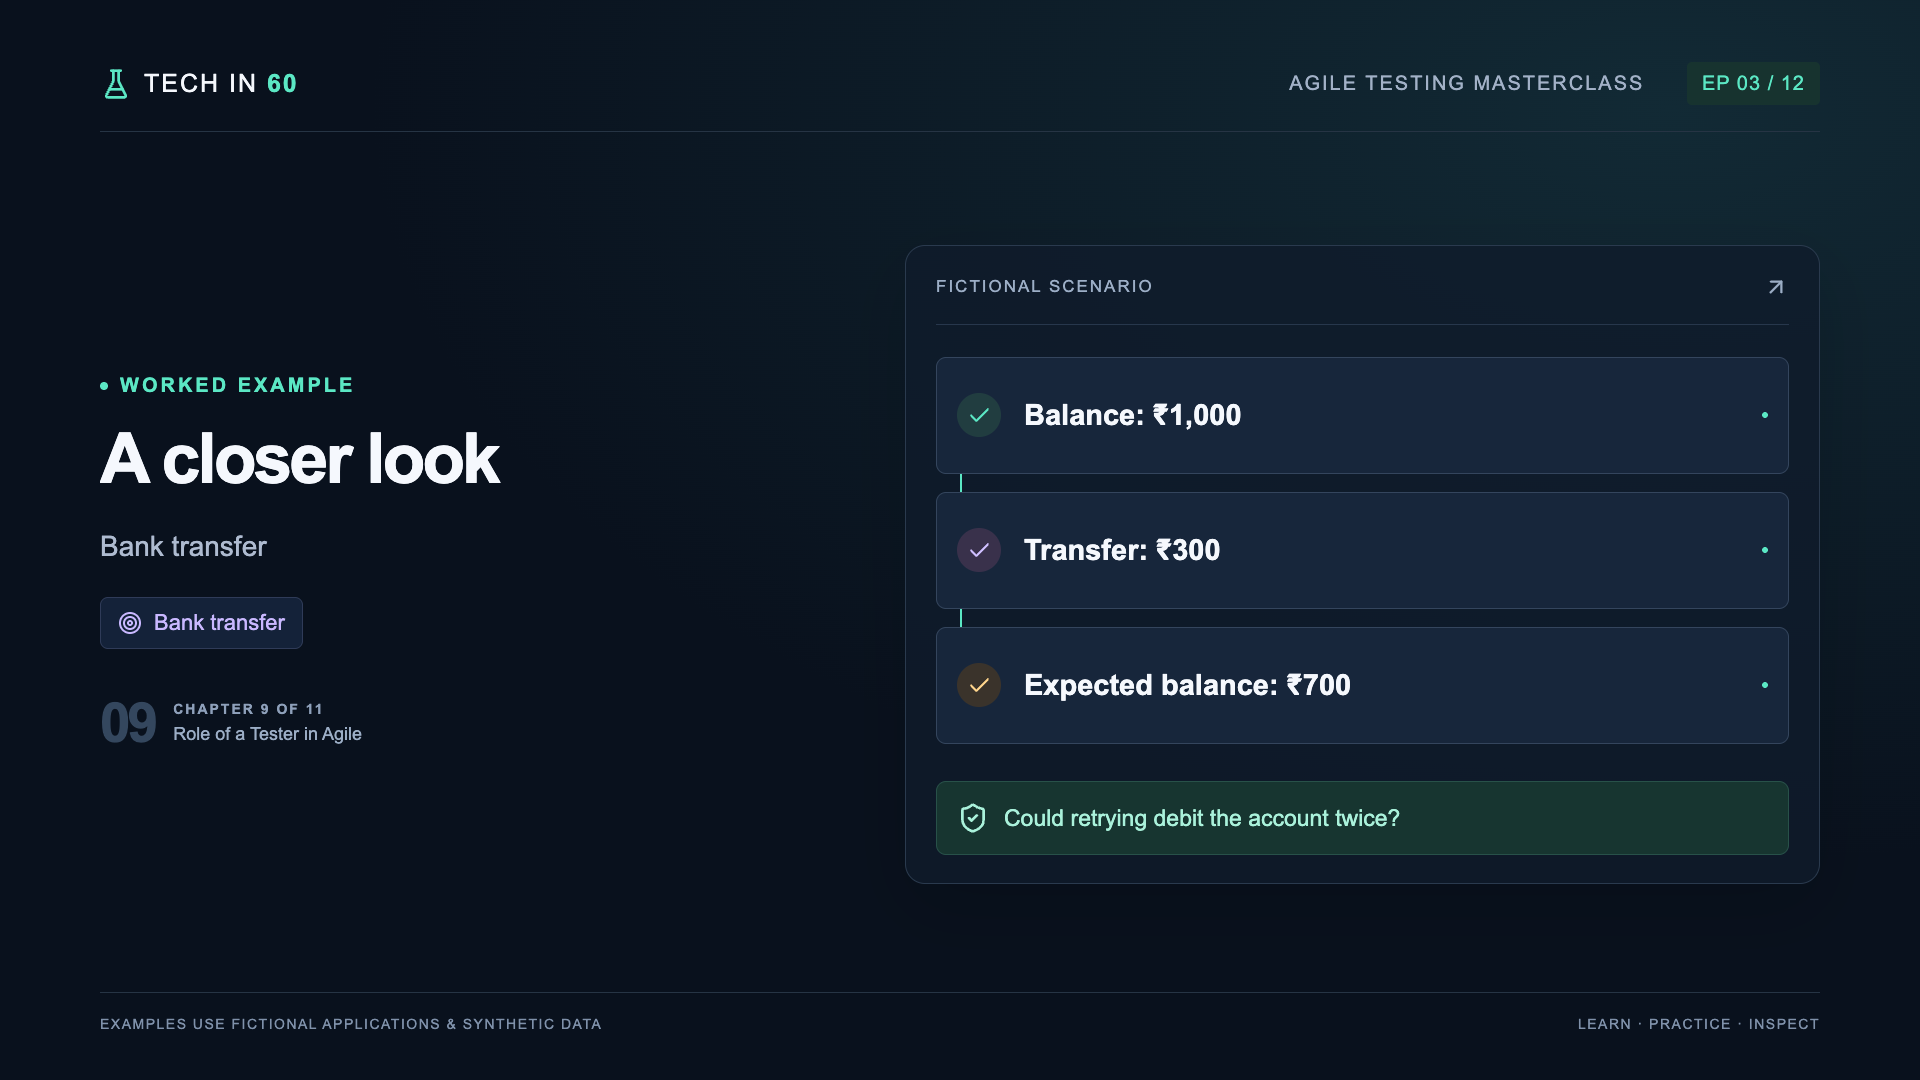 TECH IN 60
AGILE TESTING MASTERCLASS
EP 03 / 12
WORKED EXAMPLE
A closer look
Bank transfer
Bank transfer
09
CHAPTER 9 OF 11
Role of a Tester in Agile
FICTIONAL SCENARIO
Balance: ₹1,000
Transfer: ₹300
Expected balance: ₹700
Could retrying debit the account twice?
EXAMPLES USE FICTIONAL APPLICATIONS & SYNTHETIC DATA
LEARN · PRACTICE · INSPECT